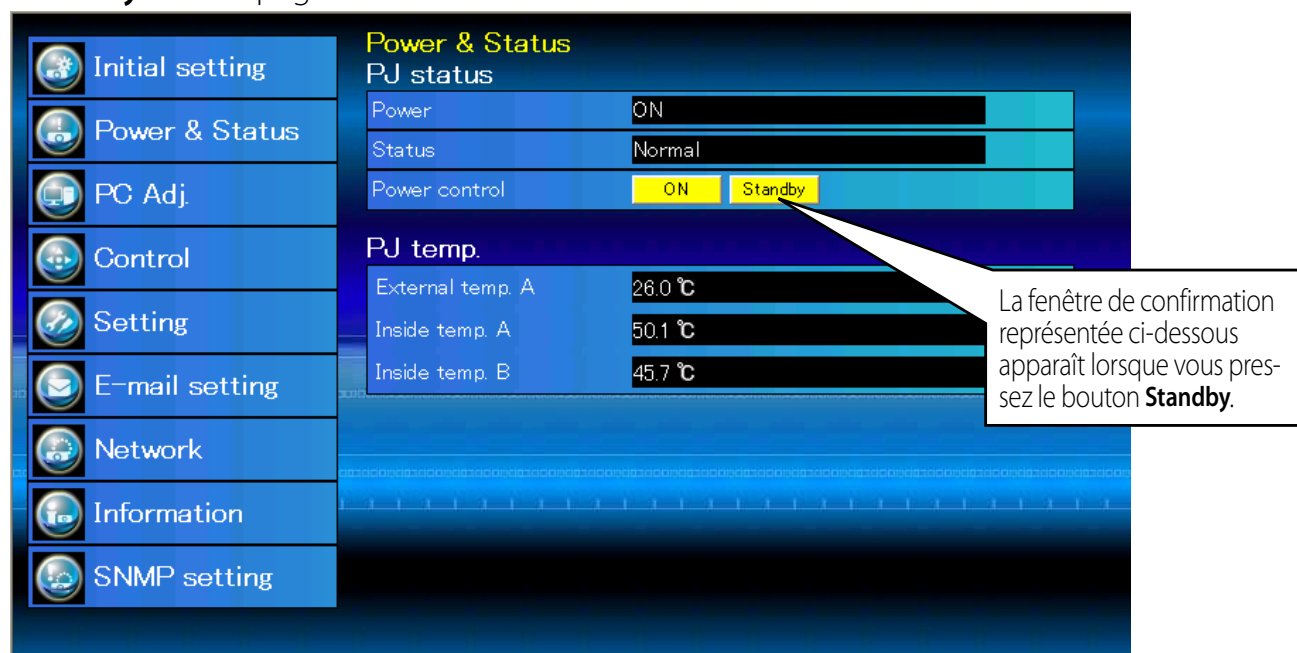 Initial setting
Power & Status
PC Adj.
Control
Setting
E-mail setting
Network
Information
SNMP setting
Power & Status
PJ status
Power ON
Status Normal
Power control ON Standby
PJ temp.
External temp. A 26.0 ℃
Inside temp. A 50.1 ℃
Inside temp. B 45.7 ℃
La fenêtre de confirmation
représentée ci-dessous
apparaît lorsque vous pres-
sez le bouton Standby.